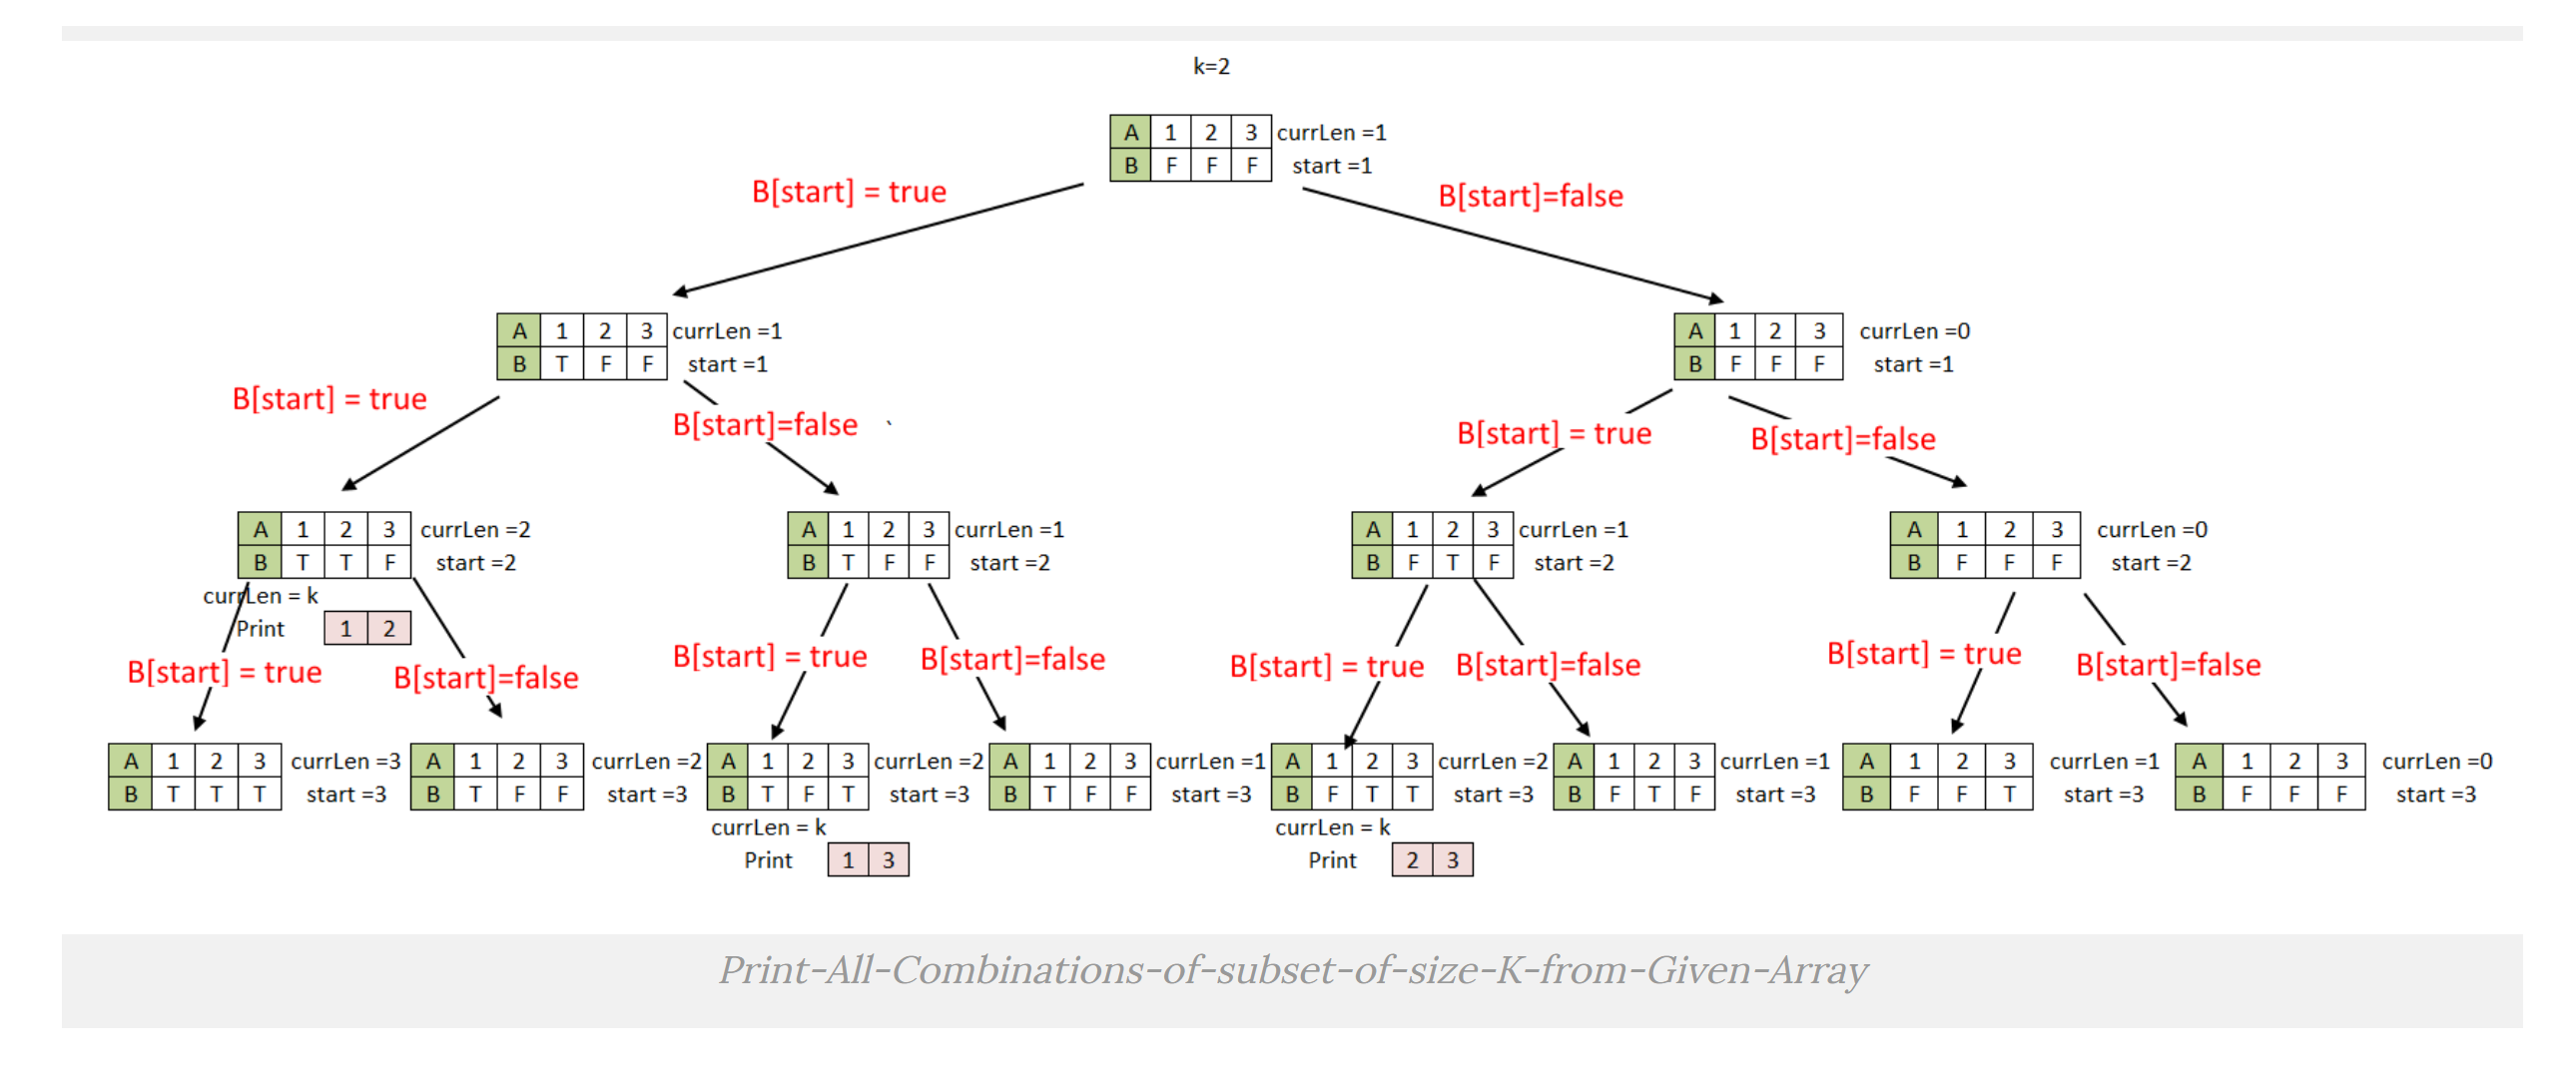 k=2
A 1 2 3 currLen =1
B F F F start =1
B[start] = true B[start]=false
A 1 2 3 currLen =1 A 1 2 3 currLen =0
B T F F start =1 B F F F start =1
B[start] = true B[start]=false ` B[start] = true B[start]=false
A 1 2 3 currLen =2 A 1 2 3 currLen =1 A 1 2 3 currLen =1 A 1 2 3 currLen =0
B T T F start =2 B T F F start =2 B F T F start =2 B F F F start =2
currLen = k
Print 1 2
B[start] = true B[start]=false B[start] = true B[start]=false B[start] = true B[start]=false B[start] = true B[start]=false
A 1 2 3 currLen =3 A 1 2 3 currLen =2 A 1 2 3 currLen =2 A 1 2 3 currLen =1 A 1 2 3 currLen =2 A 1 2 3 currLen =1 A 1 2 3 currLen =1 A 1 2 3 currLen =0
B T T T start =3 B T F F start =3 B T F T start =3 B T F F start =3 B F T T start =3 B F T F start =3 B F F T start =3 B F F F start =3
currLen = k currLen = k
Print 1 3 Print 2 3
Print-All-Combinations-of-subset-of-size-K-from-Given-Array